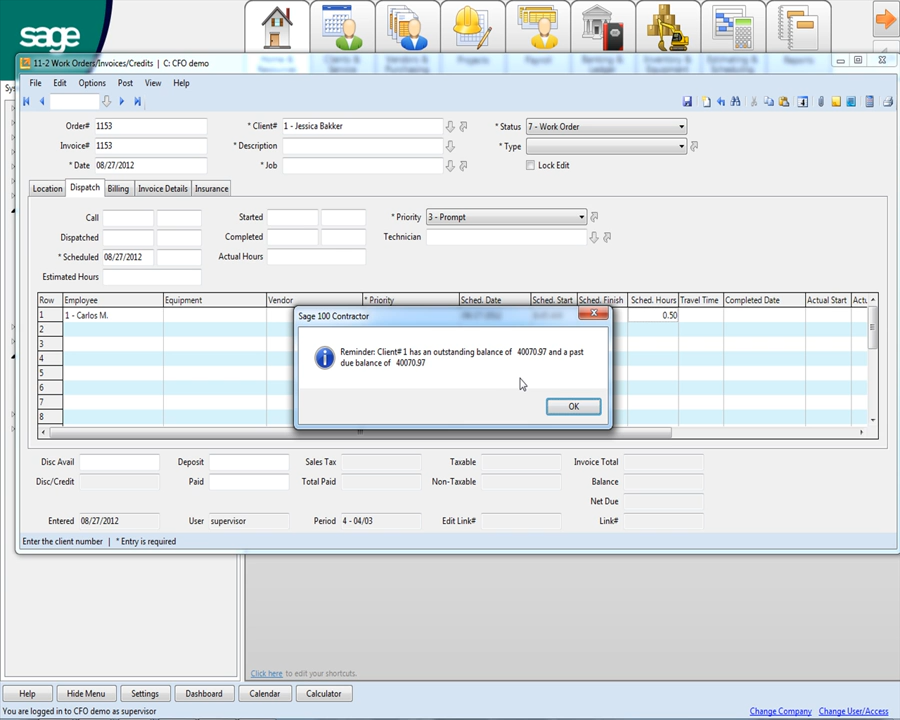 sage
11-2 Work Orders/Invoices/Credits | C: CFO demo
File Edit Options Post View Help
Order# 1153 * Client# 1 - Jessica Bakker * Status 7 - Work Order
Invoice# 1153 * Description * Type
* Date 08/27/2012 * Job Lock Edit
Location Dispatch Billing Invoice Details Insurance
Call Started * Priority 3 - Prompt
Dispatched Completed Technician
* Scheduled 08/27/2012 Actual Hours
Estimated Hours
Row Employee Equipment Vendor * Priority Sched. Date Sched. Start Sched. Finish Sched. Hours Travel Time Completed Date Actual Start
1 1 - Carlos M. 0.50
2
3
4
5
6
7
8
Sage 100 Contractor
Reminder: Client# 1 has an outstanding balance of 40070.97 and a past
due balance of 40070.97
OK
Disc Avail Deposit Sales Tax Taxable Invoice Total
Disc/Credit Paid Total Paid Non-Taxable Balance
Net Due
Entered 08/27/2012 User supervisor Period 4 - 04/03 Edit Link# Link#
Enter the client number | * Entry is required
Click here to edit your shortcuts.
Help Hide Menu Settings Dashboard Calendar Calculator
You are logged in to CFO demo as supervisor Change Company Change User/Access